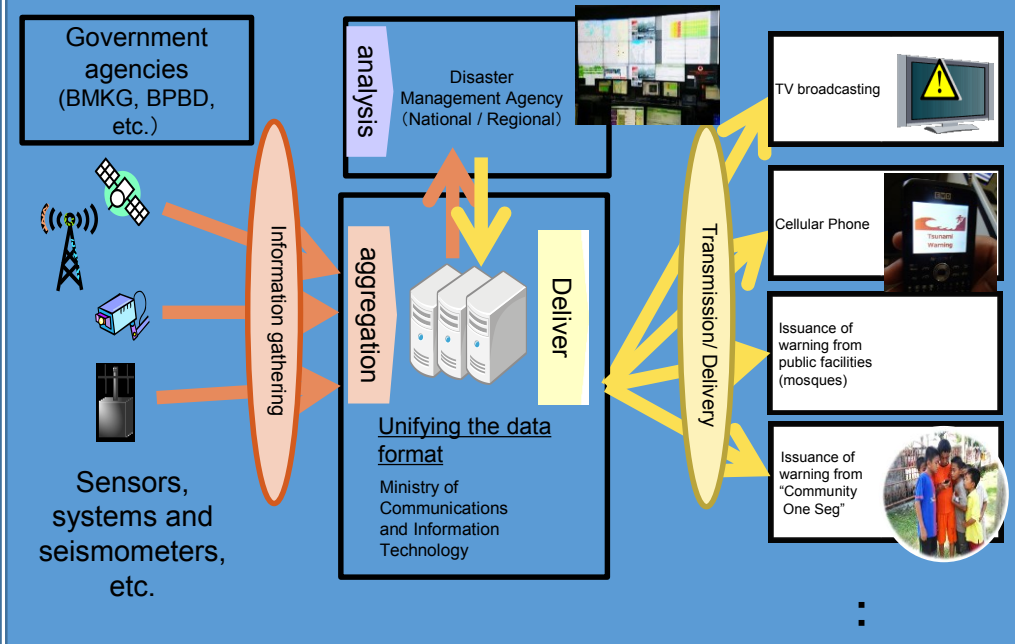 Government
agencies
(BMKG, BPBD,
etc.）
Sensors,
systems and
seismometers,
etc.
Information gathering
analysis
Disaster
Management Agency
（National / Regional）
aggregation
Deliver
Unifying the data
format
Ministry of
Communications
and Information
Technology
Transmission/ Delivery
TV broadcasting
Cellular Phone
Tsunami
Warning
Issuance of
warning from
public facilities
(mosques)
Issuance of
warning from
“Community
One Seg”
: